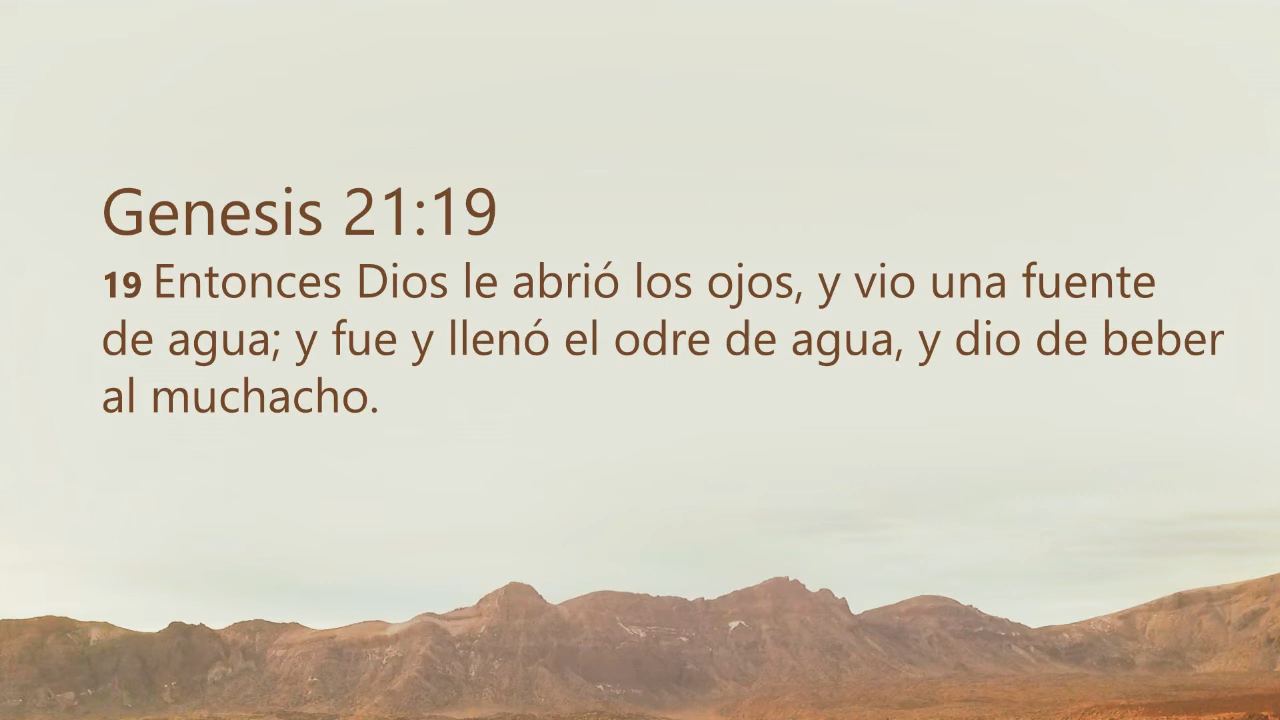 Genesis 21:19
19 Entonces Dios le abrió los ojos, y vio una fuente
de agua; y fue y llenó el odre de agua, y dio de beber
al muchacho.